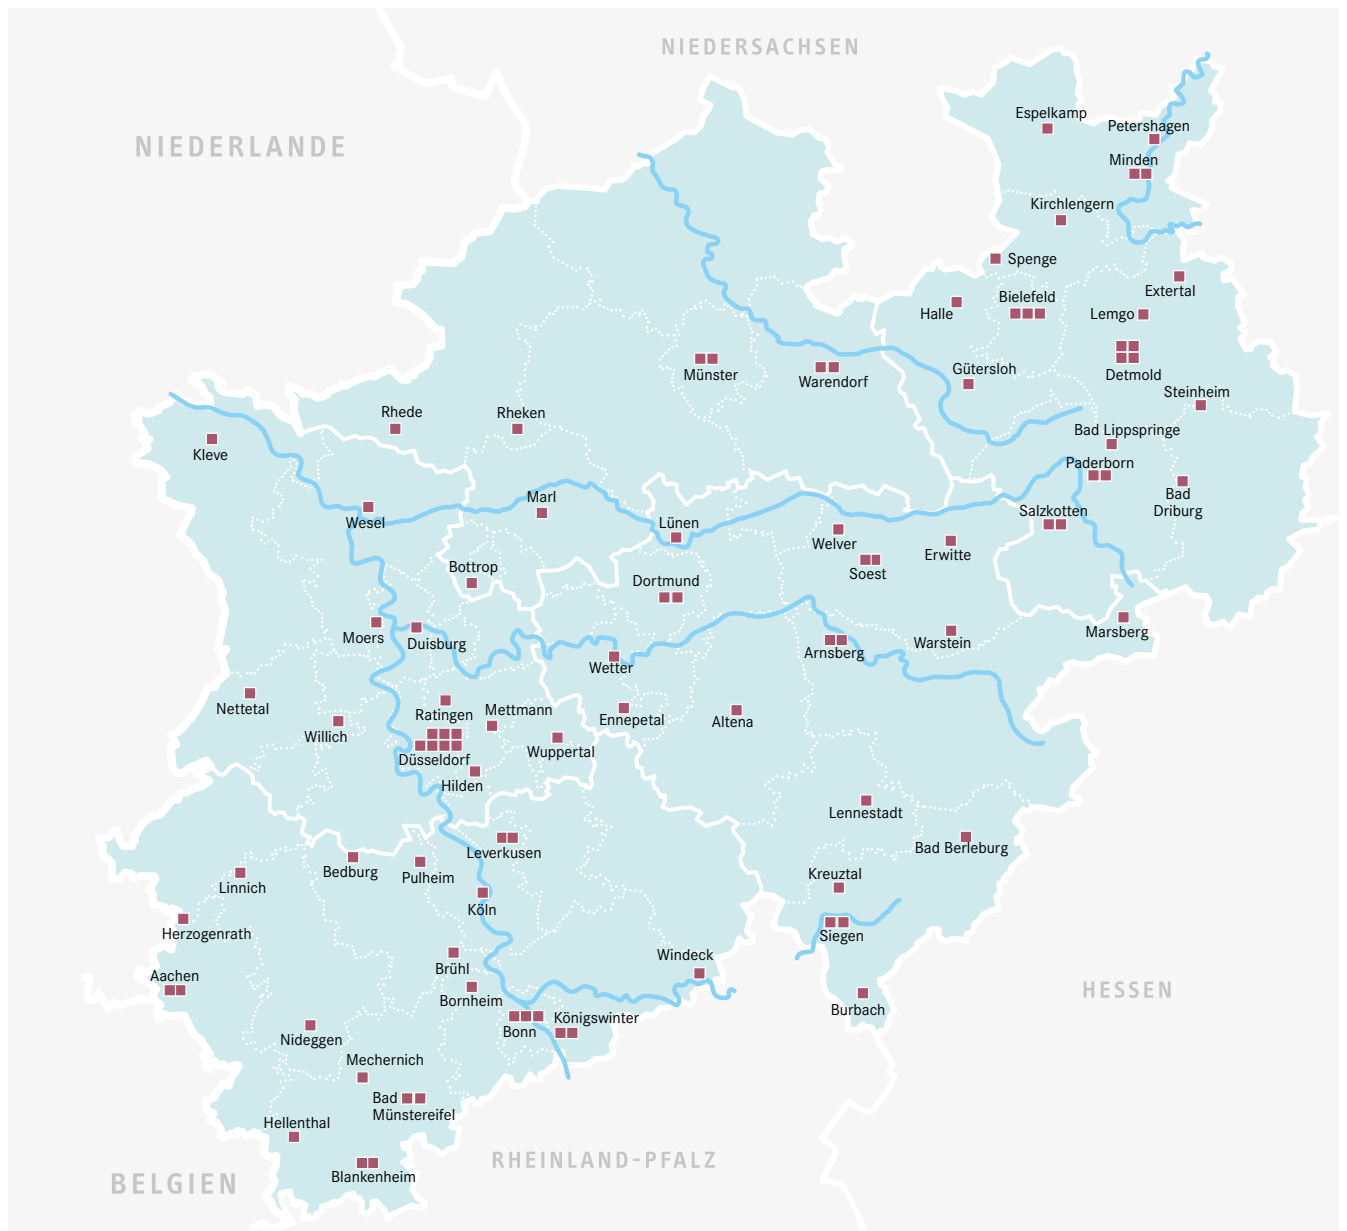 NIEDERSACHSEN
Espelkamp
Petershagen
NIEDERLANDE
Minden
Kirchlengern
Spenge
Extertal
Bielefeld
Halle
Lemgo
Münster
Warendorf
Gütersloh
Detmold
Steinheim
Rhede
Rheken
Bad Lippspringe
Kleve
Paderborn
Marl
Bad
Driburg
Wesel
Lünen
Salzkotten
Welver
Erwitte
Bottrop
Soest
Dortmund
Moers
Duisburg
Marsberg
Arnsberg
Warstein
Wetter
Nettetal
Ratingen
Mettmann
Ennepetal
Altena
Willich
Wuppertal
Düsseldorf
Hilden
Lennestadt
Leverkusen
Bad Berleburg
Bedburg
Pulheim
Kreuztal
Linnich
Köln
Herzogenrath
Siegen
Windeck
Brühl
Aachen
HESSEN
Bornheim
Burbach
Königswinter
Bonn
Nideggen
Mechernich
Bad
Münstereifel
Hellenthal
RHEINLAND-PFALZ
Blankenheim
BELGIEN